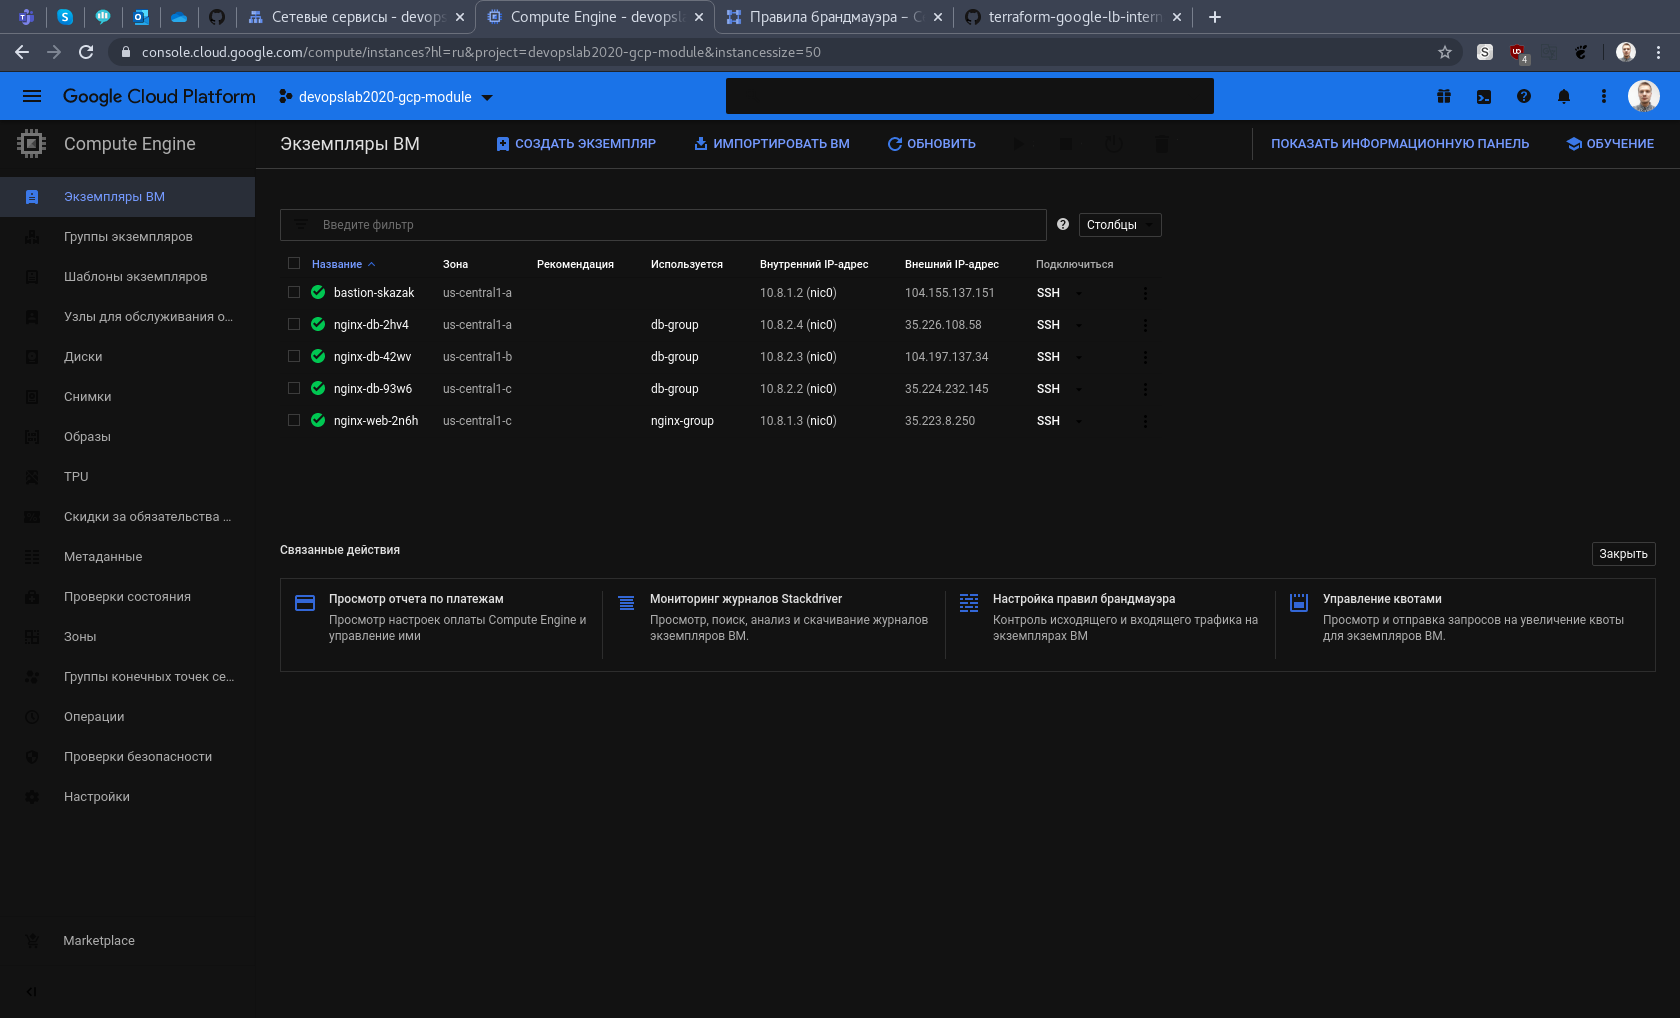 Сетевые сервисы - devops
Compute Engine - devopsla
Правила брандмауэра – C
terraform-google-lb-intern
console.cloud.google.com/compute/instances?hl=ru&project=devopslab2020-gcp-module&instancessize=50
S
4
Google Cloud Platform
devopslab2020-gcp-module
Compute Engine
Экземпляры ВМ
СОЗДАТЬ ЭКЗЕМПЛЯР
ИМПОРТИРОВАТЬ ВМ
ОБНОВИТЬ
ПОКАЗАТЬ ИНФОРМАЦИОННУЮ ПАНЕЛЬ
ОБУЧЕНИЕ
Экземпляры ВМ
Группы экземпляров
Шаблоны экземпляров
Узлы для обслуживания о...
Диски
Снимки
Образы
TPU
Скидки за обязательства ...
Метаданные
Проверки состояния
Зоны
Группы конечных точек се...
Операции
Проверки безопасности
Настройки
Marketplace
Введите фильтр
Столбцы
Название Зона Рекомендация Используется Внутренний IP-адрес Внешний IP-адрес Подключиться
bastion-skazak us-central1-a 10.8.1.2 (nic0) 104.155.137.151 SSH
nginx-db-2hv4 us-central1-a db-group 10.8.2.4 (nic0) 35.226.108.58 SSH
nginx-db-42wv us-central1-b db-group 10.8.2.3 (nic0) 104.197.137.34 SSH
nginx-db-93w6 us-central1-c db-group 10.8.2.2 (nic0) 35.224.232.145 SSH
nginx-web-2n6h us-central1-c nginx-group 10.8.1.3 (nic0) 35.223.8.250 SSH
Связанные действия
Закрыть
Просмотр отчета по платежам
Просмотр настроек оплаты Compute Engine и
управление ими
Мониторинг журналов Stackdriver
Просмотр, поиск, анализ и скачивание журналов
экземпляров ВМ.
Настройка правил брандмауэра
Контроль исходящего и входящего трафика на
экземплярах ВМ
Управление квотами
Просмотр и отправка запросов на увеличение квоты
для экземпляров ВМ.